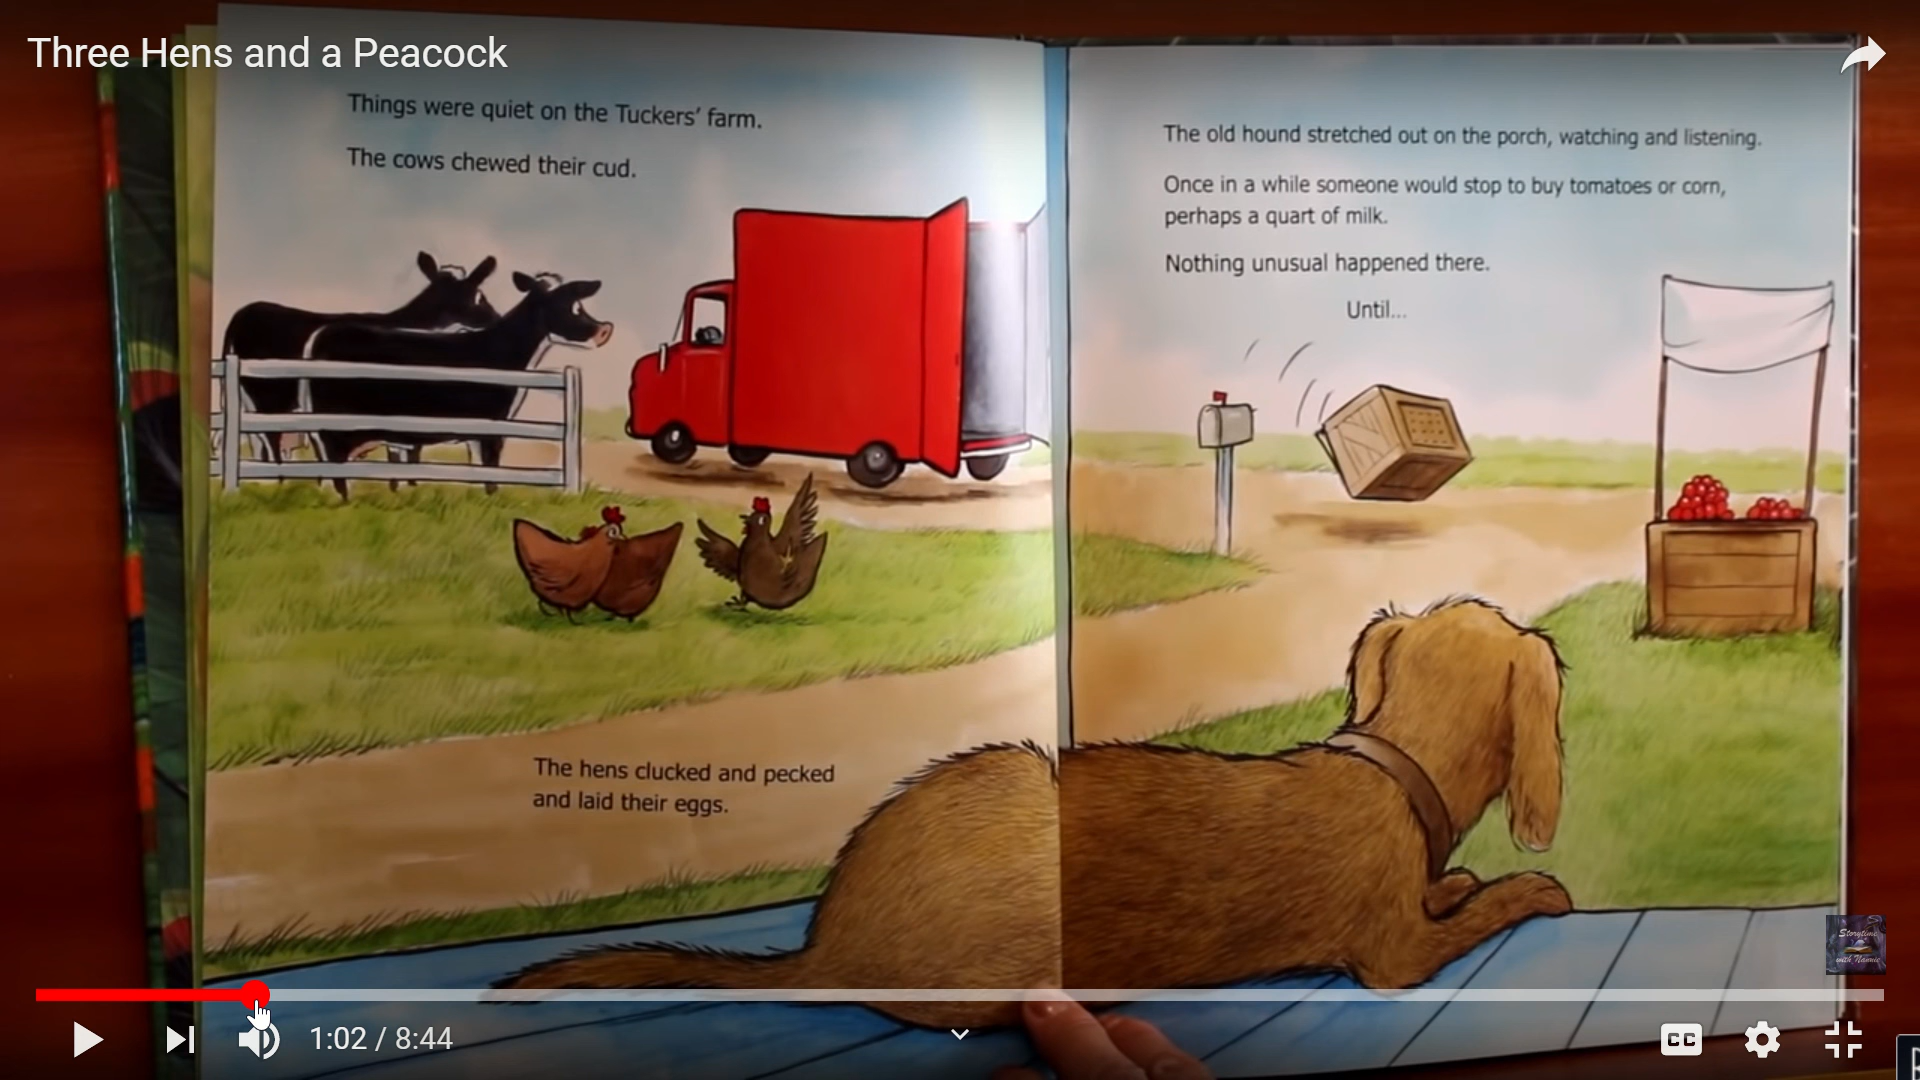 Three Hens and a Peacock
Things were quiet on the Tuckers' farm.
The cows chewed their cud.
The hens clucked and pecked
and laid their eggs.
The old hound stretched out on the porch, watching and listening.
Once in a while someone would stop to buy tomatoes or corn,
perhaps a quart of milk.
Nothing unusual happened there.
Until...
Storytime
with Nannie
1:02 / 8:44
CC